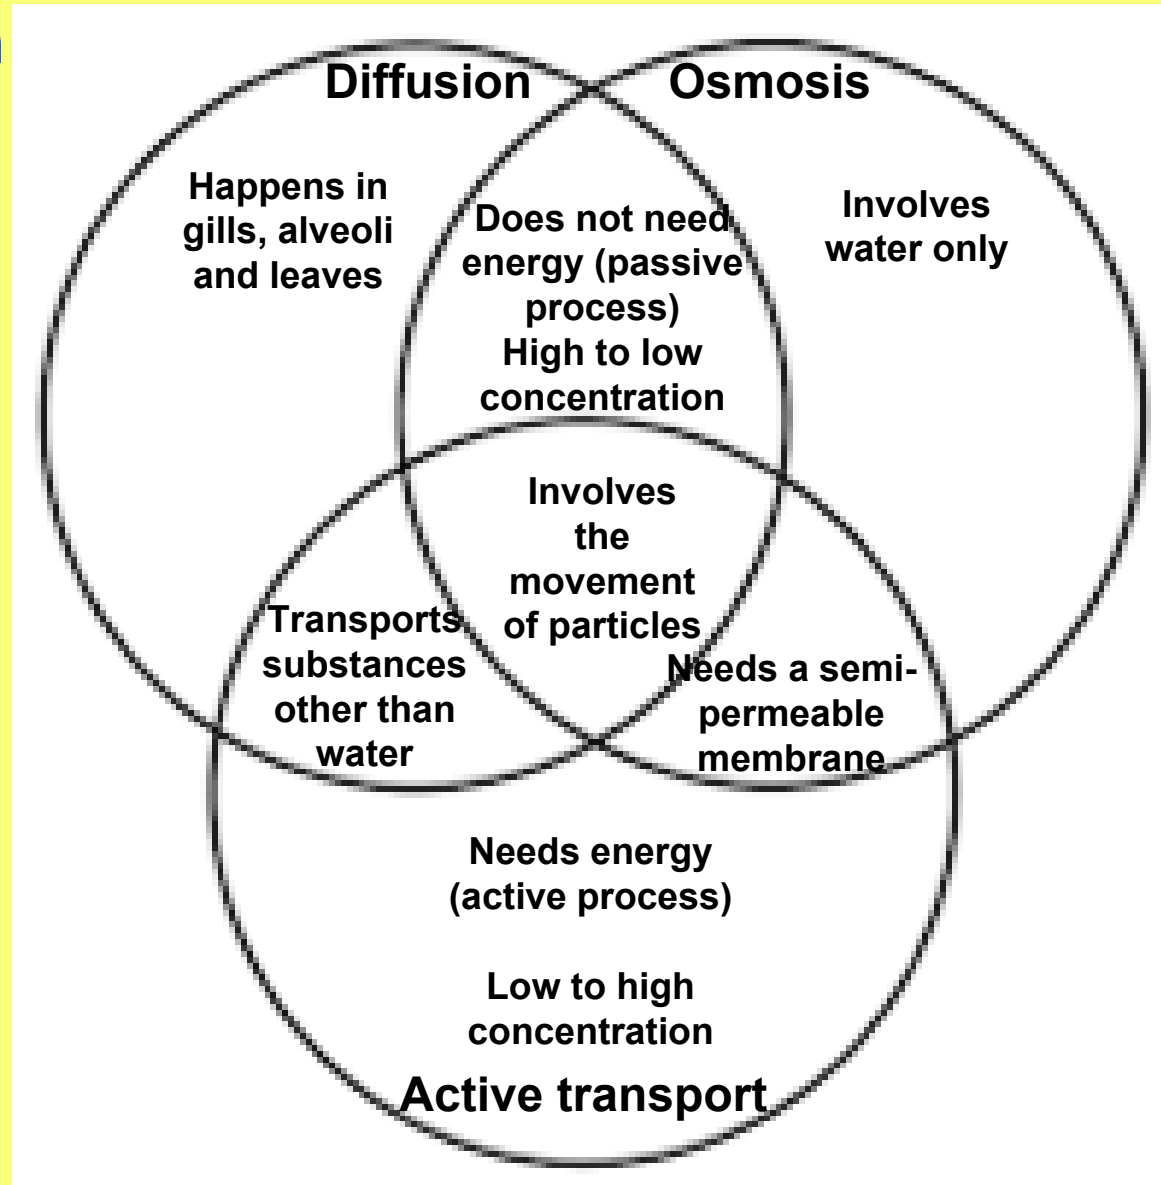 Diffusion
Osmosis
Happens in
gills, alveoli
and leaves
Does not need
energy (passive
process)
High to low
concentration
Involves
water only
Involves
the
movement
of particles
Transports
substances
other than
water
Needs a semi-
permeable
membrane
Needs energy
(active process)
Low to high
concentration
Active transport